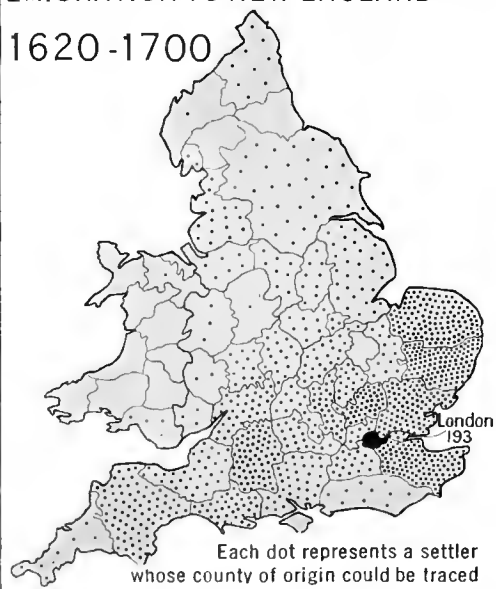 1620-1700
London
193
Each dot represents a settler
whose county of origin could be traced